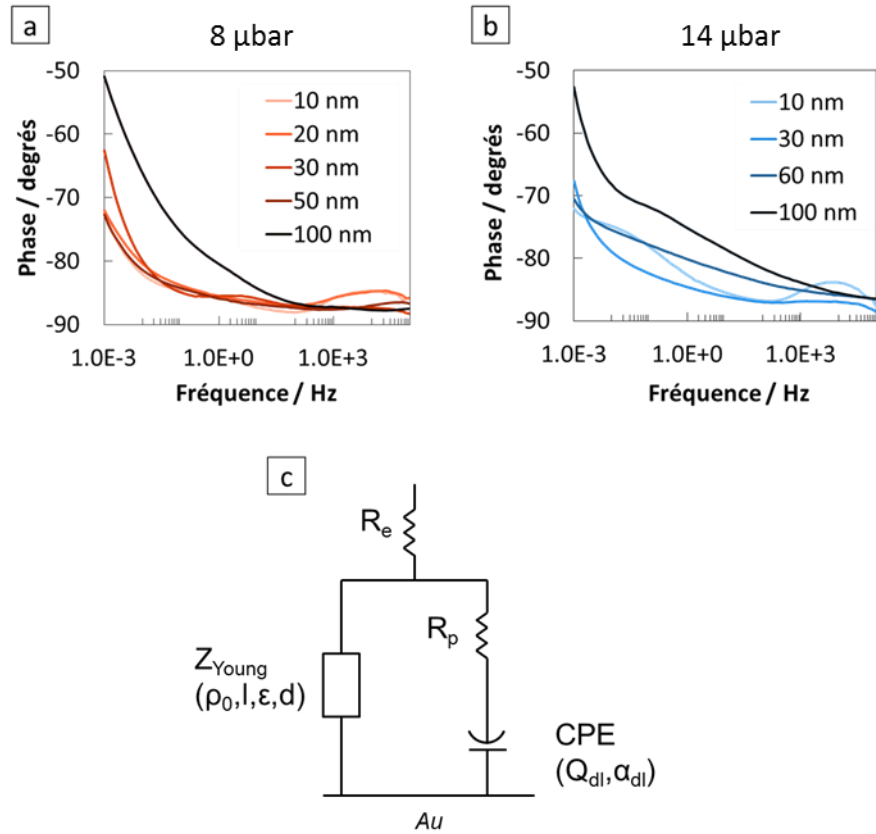 a
8 µbar
-50
-60
-70
-80
-90
Phase / degrés
10 nm
20 nm
30 nm
50 nm
100 nm
1.0E-3
1.0E+0
1.0E+3
Fréquence / Hz
b
14 µbar
-50
-60
-70
-80
-90
Phase / degrés
10 nm
30 nm
60 nm
100 nm
1.0E-3
1.0E+0
1.0E+3
Fréquence / Hz
c
Re
Rp
ZYoung
(ρ0,l,ε,d)
CPE
(Qdl,αdl)
Au